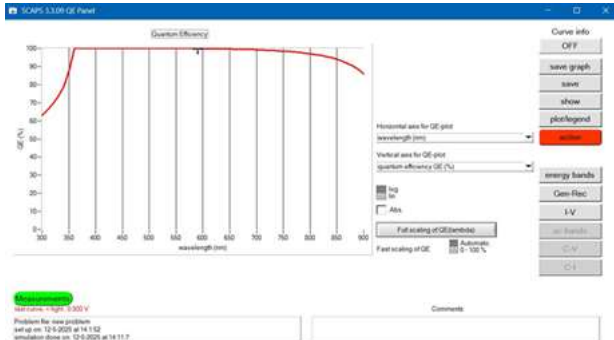 SCAPS 3.3.09 QE Panel
Quantum Efficiency
Curve info
OFF
save graph
save
show
plot/legend
action
energy bands
Gen-Rec
I-V
ac bands
C-V
C-f
QE (%)
100
90
80
70
60
50
40
30
20
10
0
300 350 400 450 500 550 600 650 700 750 800 850 900
wavelength (nm)
Horizontal axis for QE-plot
wavelength (nm)
Vertical axis for QE-plot
quantum efficiency QE (%)
log
lin
Abs.
Full scaling of QE(lambda)
Fast scaling of QE
Automatic
0 - 100 %
Measurements
Comments
Problem file: new problem
set up on: 12-5-2025 at 14:1:52
simulation done on: 12-5-2025 at 14:11:7